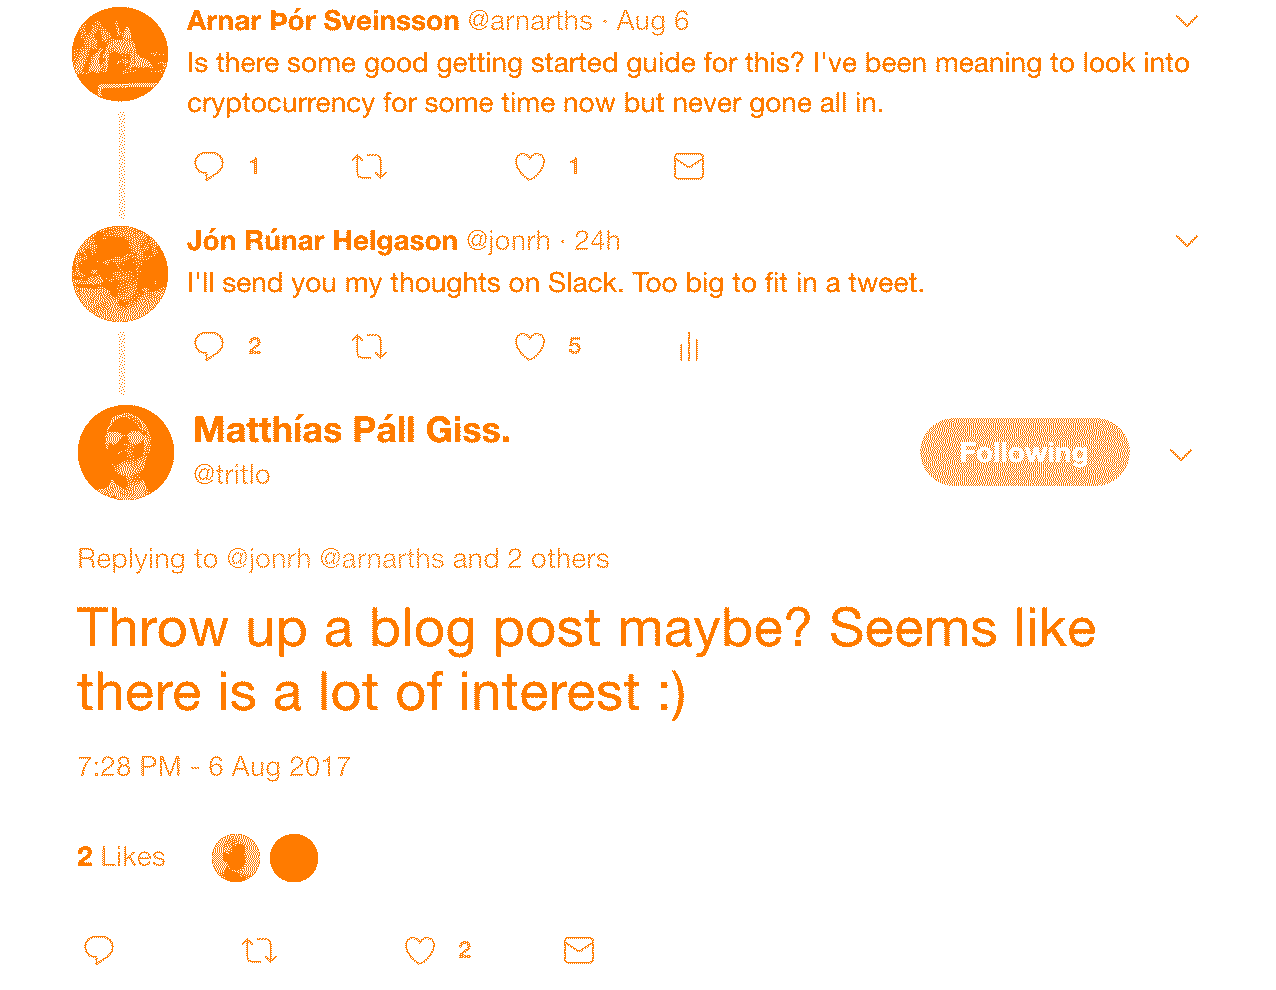 Arnar Þór Sveinsson @arnarths · Aug 6
Is there some good getting started guide for this? I've been meaning to look into
cryptocurrency for some time now but never gone all in.
1 1
Jón Rúnar Helgason @jonrh · 24h
I'll send you my thoughts on Slack. Too big to fit in a tweet.
2 5
Matthías Páll Giss.
@tritlo
Following
Replying to @jonrh @arnarths and 2 others
Throw up a blog post maybe? Seems like
there is a lot of interest :)
7:28 PM - 6 Aug 2017
2 Likes
2